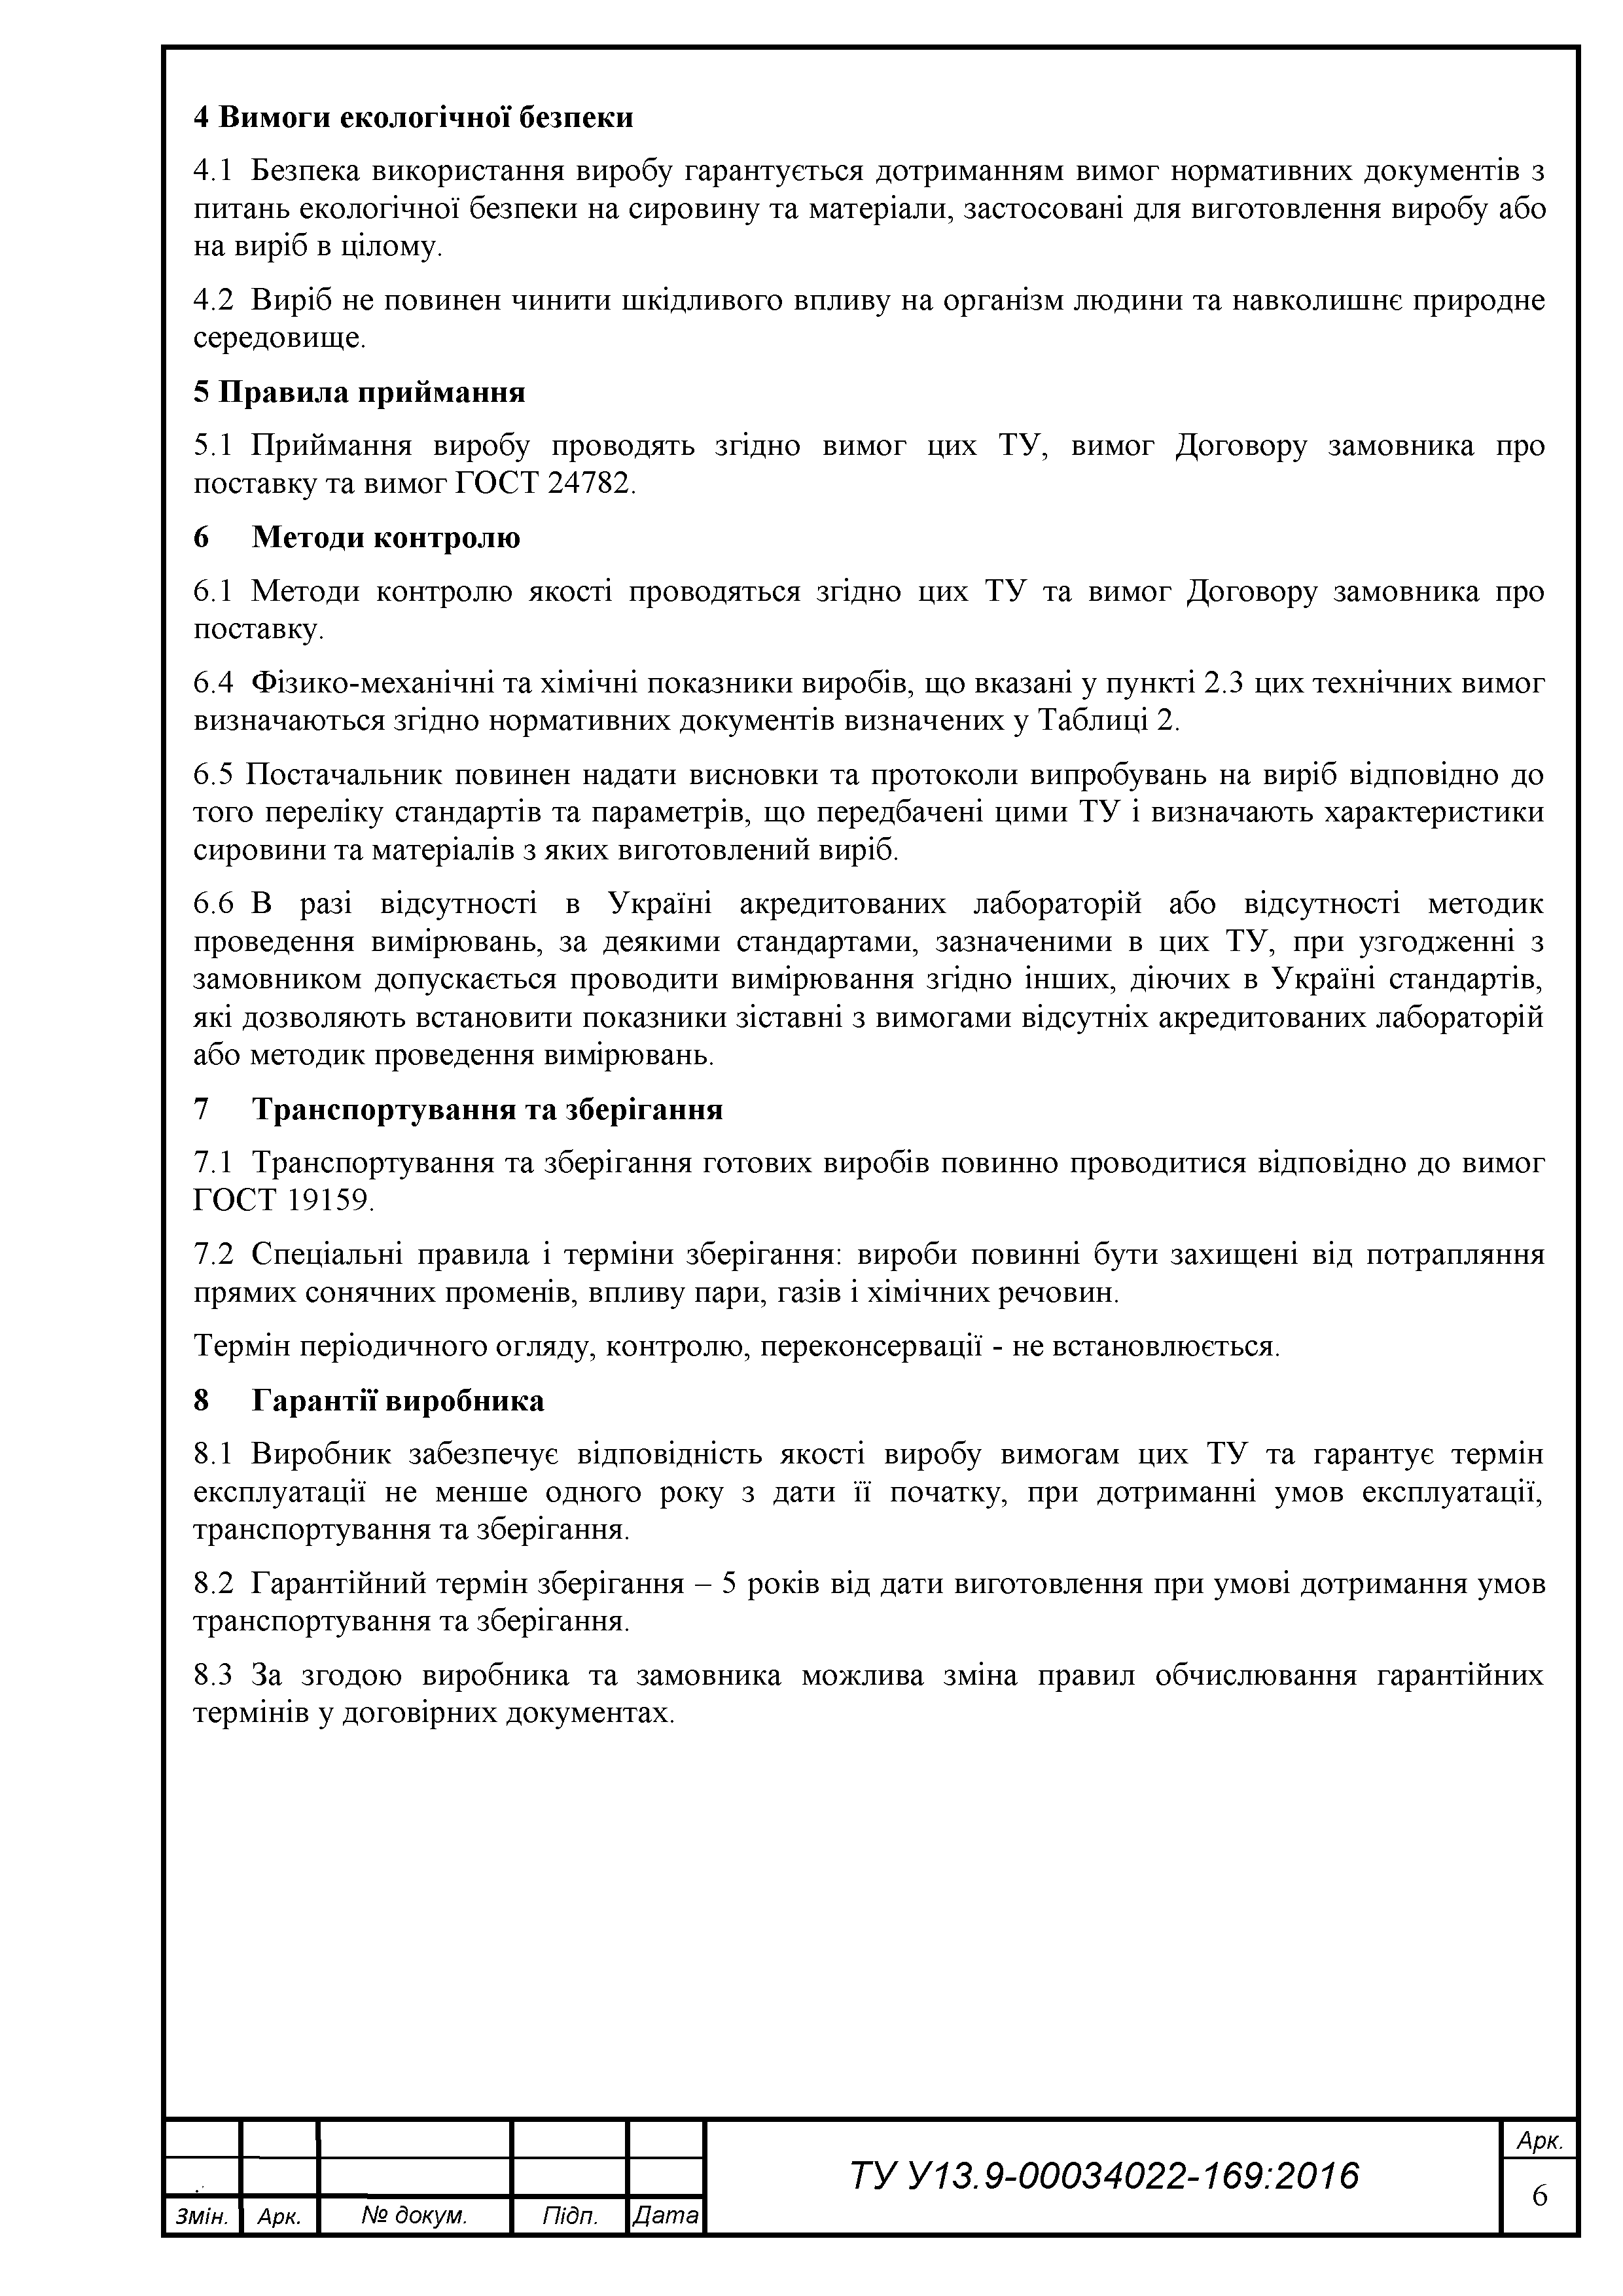 4 Вимоги екологічної безпеки
4.1 Безпека використання виробу гарантується дотриманням вимог нормативних документів з
питань екологічної безпеки на сировину та матеріали, застосовані для виготовлення виробу або
на виріб в цілому.
4.2 Виріб не повинен чинити шкідливого впливу на організм людини та навколишнє природне
середовище.
5 Правила приймання
5.1 Приймання виробу проводять згідно вимог цих ТУ, вимог Договору замовника про
поставку та вимог ГОСТ 24782.
6 Методи контролю
6.1 Методи контролю якості проводяться згідно цих ТУ та вимог Договору замовника про
поставку.
6.4 Фізико-механічні та хімічні показники виробів, що вказані у пункті 2.3 цих технічних вимог
визначаються згідно нормативних документів визначених у Таблиці 2.
6.5 Постачальник повинен надати висновки та протоколи випробувань на виріб відповідно до
того переліку стандартів та параметрів, що передбачені цими ТУ і визначають характеристики
сировини та матеріалів з яких виготовлений виріб.
6.6 В разі відсутності в Україні акредитованих лабораторій або відсутності методик
проведення вимірювань, за деякими стандартами, зазначеними в цих ТУ, при узгодженні з
замовником допускається проводити вимірювання згідно інших, діючих в Україні стандартів,
які дозволяють встановити показники зіставні з вимогами відсутніх акредитованих лабораторій
або методик проведення вимірювань.
7 Транспортування та зберігання
7.1 Транспортування та зберігання готових виробів повинно проводитися відповідно до вимог
ГОСТ 19159.
7.2 Спеціальні правила і терміни зберігання: вироби повинні бути захищені від потрапляння
прямих сонячних променів, впливу пари, газів і хімічних речовин.
Термін періодичного огляду, контролю, переконсервації - не встановлюється.
8 Гарантії виробника
8.1 Виробник забезпечує відповідність якості виробу вимогам цих ТУ та гарантує термін
експлуатації не менше одного року з дати її початку, при дотриманні умов експлуатації,
транспортування та зберігання.
8.2 Гарантійний термін зберігання – 5 років від дати виготовлення при умові дотримання умов
транспортування та зберігання.
8.3 За згодою виробника та замовника можлива зміна правил обчислювання гарантійних
термінів у договірних документах.
Змін. Арк. № докум. Підп. Дата
ТУ У13.9-00034022-169:2016
Арк.
6